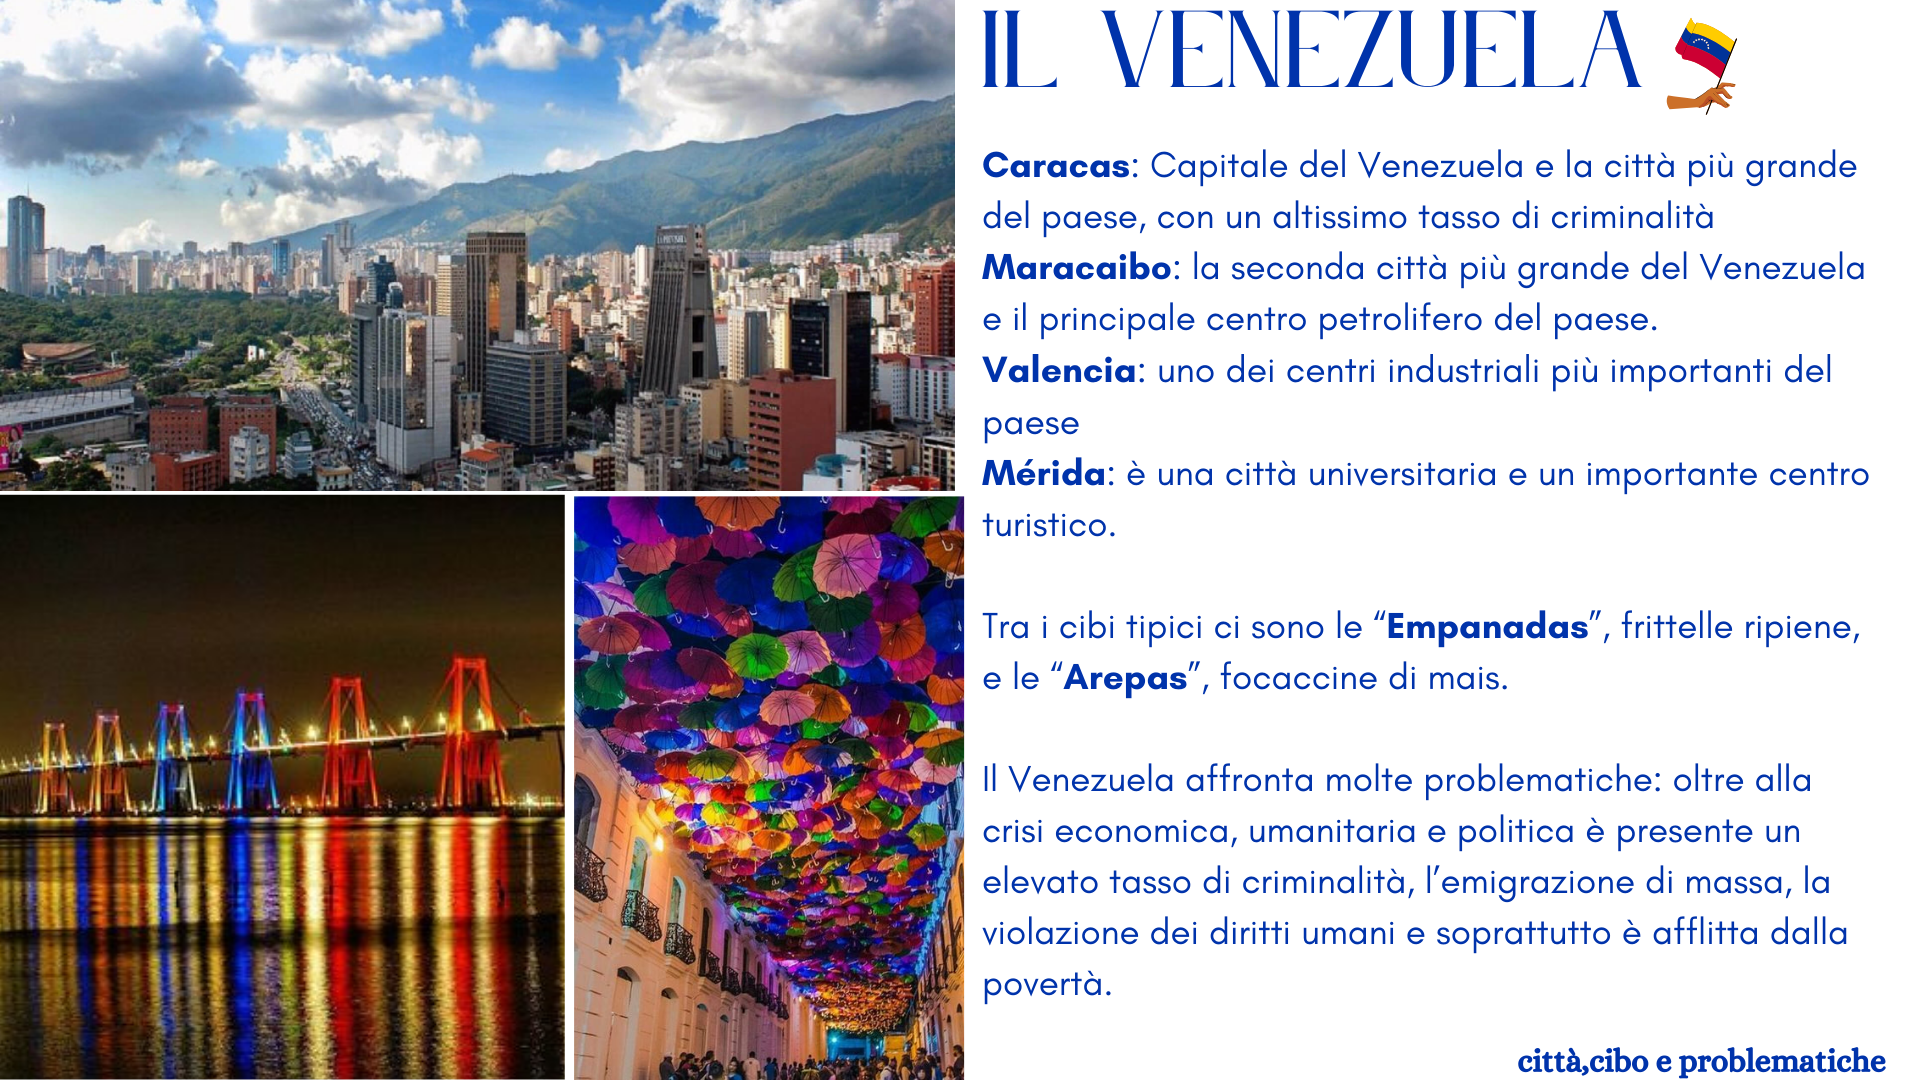 IL VENEZUELA
Caracas: Capitale del Venezuela e la città più grande
del paese, con un altissimo tasso di criminalità
Maracaibo: la seconda città più grande del Venezuela
e il principale centro petrolifero del paese.
Valencia: uno dei centri industriali più importanti del
paese
Mérida: è una città universitaria e un importante centro
turistico.
Tra i cibi tipici ci sono le “Empanadas”, frittelle ripiene,
e le “Arepas”, focaccine di mais.
Il Venezuela affronta molte problematiche: oltre alla
crisi economica, umanitaria e politica è presente un
elevato tasso di criminalità, l’emigrazione di massa, la
violazione dei diritti umani e soprattutto è afflitta dalla
povertà.
città,cibo e problematiche